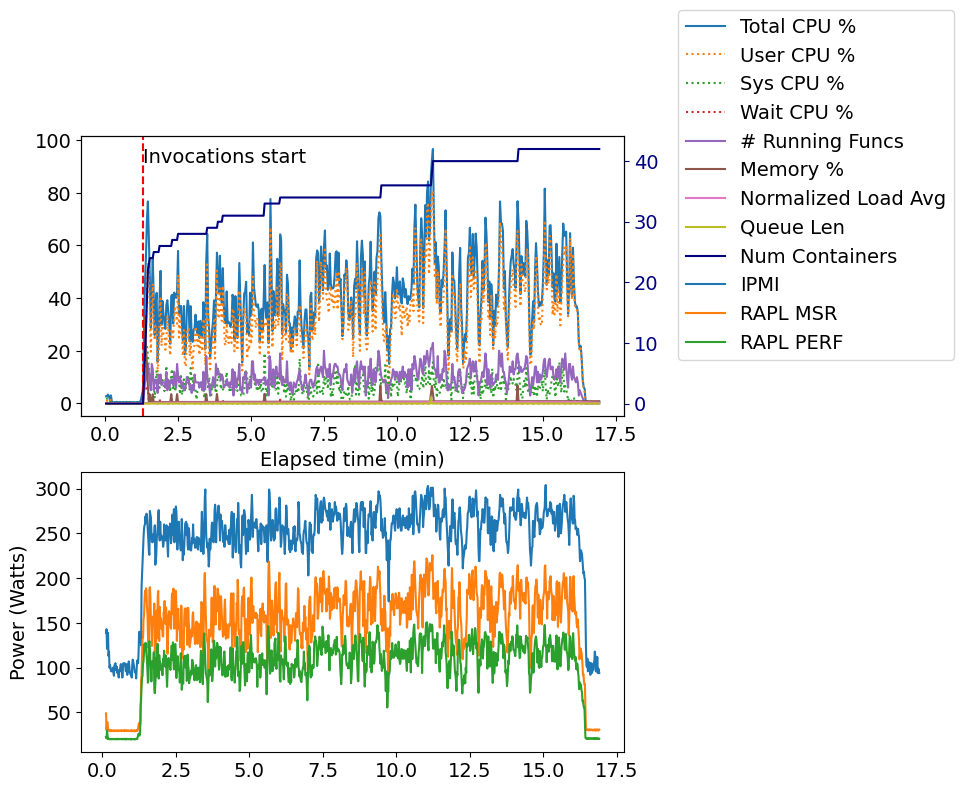 Total CPU %
User CPU %
Sys CPU %
Wait CPU %
# Running Funcs
Memory %
Normalized Load Avg
Queue Len
Num Containers
IPMI
RAPL MSR
RAPL PERF
Invocations start
100
80
60
40
20
0
40
30
20
10
0
0.0 2.5 5.0 7.5 10.0 12.5 15.0 17.5
Elapsed time (min)
Power (Watts)
300
250
200
150
100
50
0.0 2.5 5.0 7.5 10.0 12.5 15.0 17.5